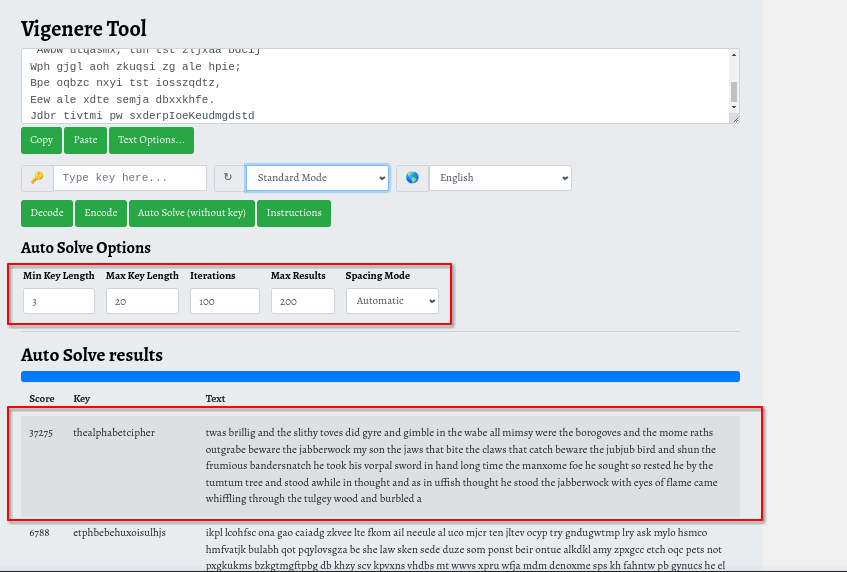 Vigenere Tool
'Awbw utqasmx, tuh tst zljxaa bdcij
Wph gjgl aoh zkuqsi zg ale hpie;
Bpe oqbzc nxyi tst iosszqdtz,
Eew ale xdte semja dbxxkhfe.
Jdbr tivtmi pw sxderpIoeKeudmgdstd
Copy Paste Text Options...
Type key here... Standard Mode English
Decode Encode Auto Solve (without key) Instructions
Auto Solve Options
Min Key Length Max Key Length Iterations Max Results Spacing Mode
3 20 100 200 Automatic
Auto Solve results
Score Key Text
37275 thealphabetcipher twas brillig and the slithy toves did gyre and gimble in the wabe all mimsy were the borogoves and the mome raths
outgrabe beware the jabberwock my son the jaws that bite the claws that catch beware the jubjub bird and shun the
frumious bandersnatch he took his vorpal sword in hand long time the manxome foe he sought so rested he by the
tumtum tree and stood awhile in thought and as in uffish thought he stood the jabberwock with eyes of flame came
whiffling through the tulgey wood and burbled a
6788 etphbebehuxoisulhjs ikpl lcohfsc ona gao caiadg zkvee lte fkom ail neeule al uco mjcr ten jltev ocyp try gndugwtmp lry ask mylo hsmco
hmfvatjk bulabh qot pqylovsgza be she law sken sede duze som ponst beir ontue alkdkl amy zpxgcc etch oqc pets not
pxgkukms bzkgtmgftpbg db khzy scv kpvxns vhdbs mt wwvs xpru wfja mdm denoxme sps kh fahntw pb gynucs he el